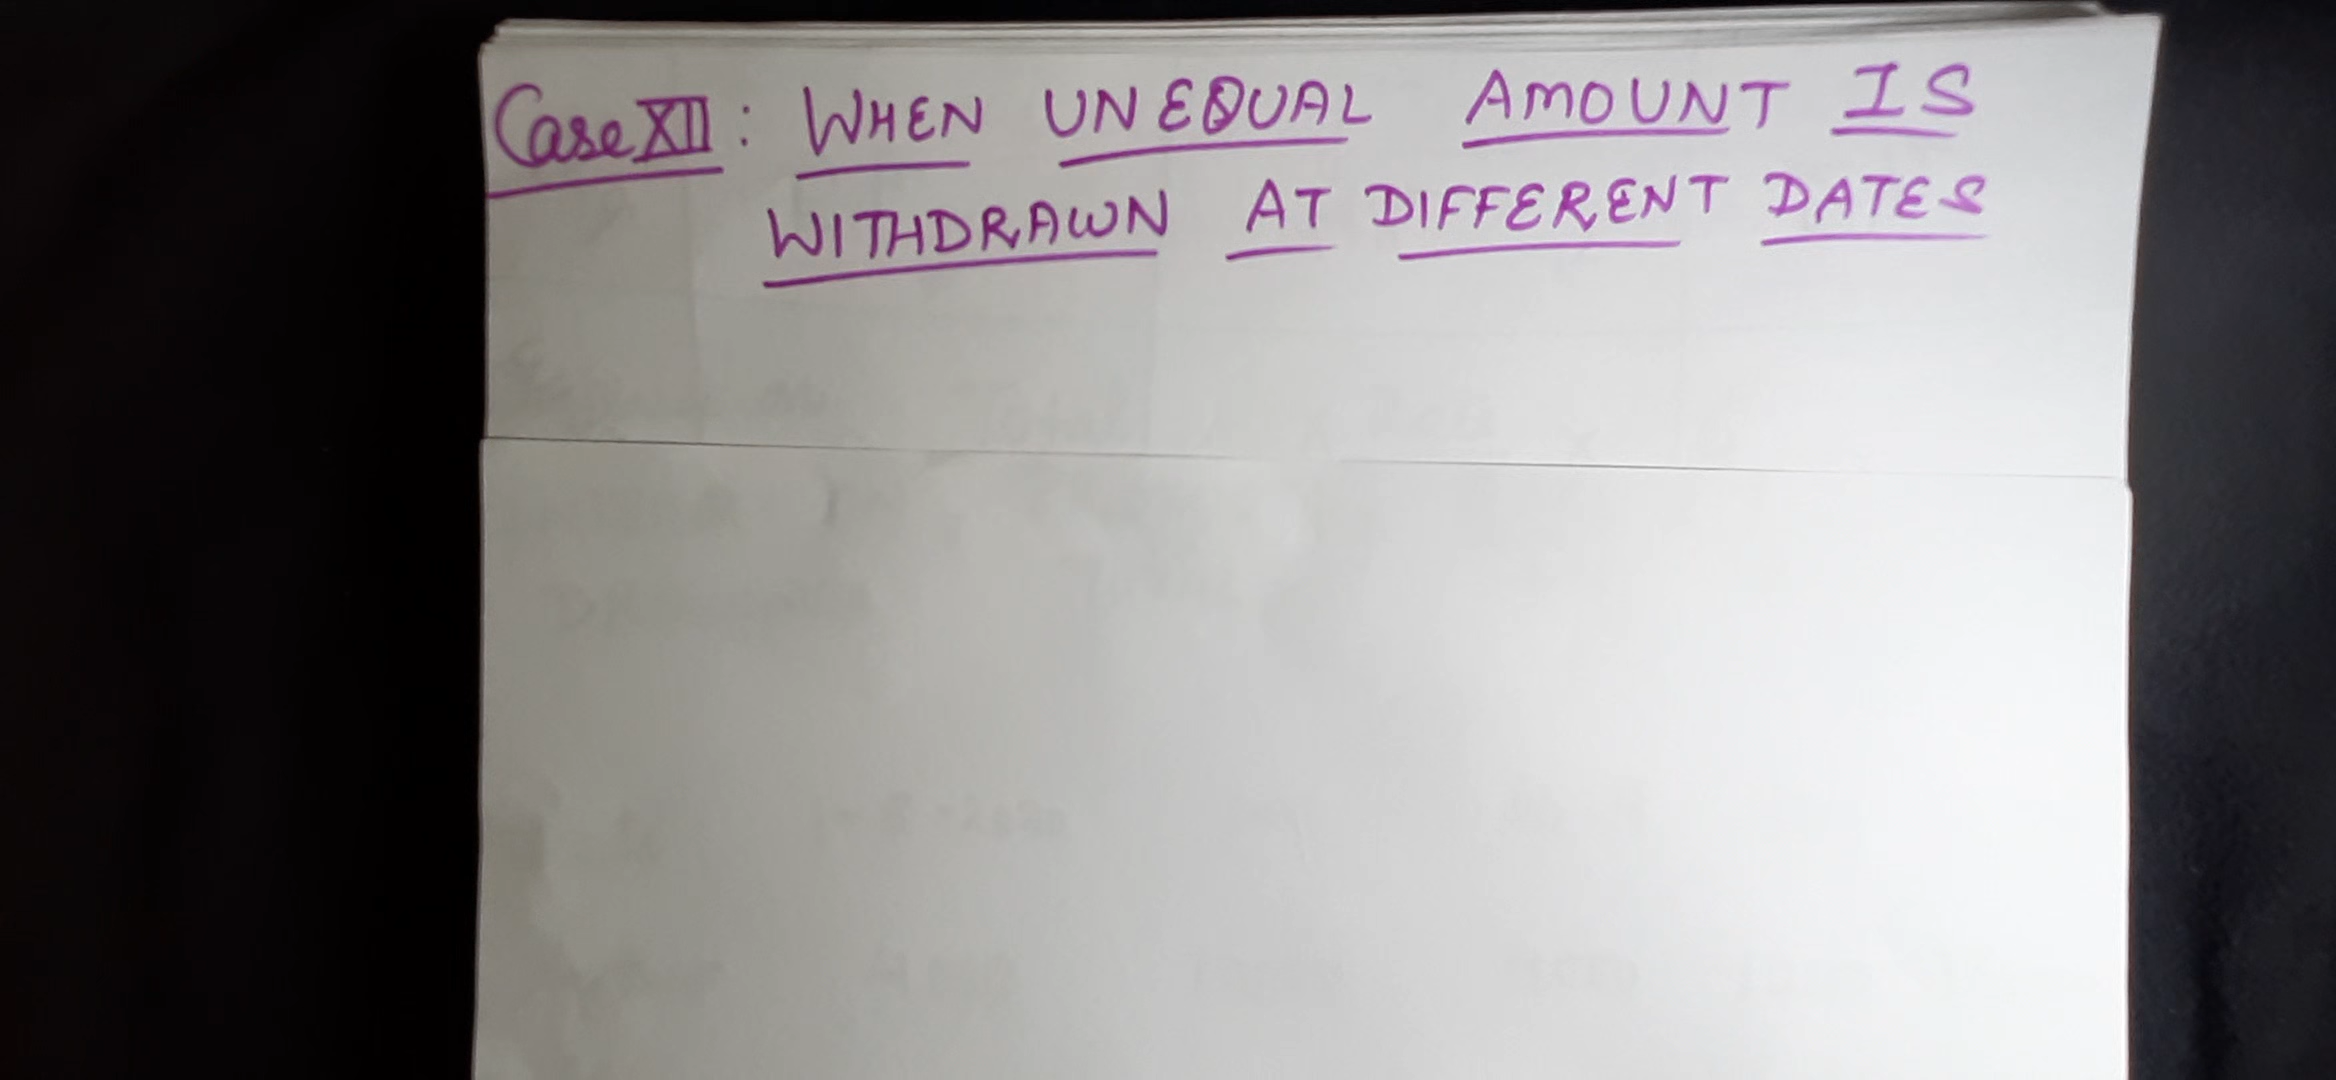 Case XII : WHEN UNEQUAL AMOUNT IS
WITHDRAWN AT DIFFERENT DATES